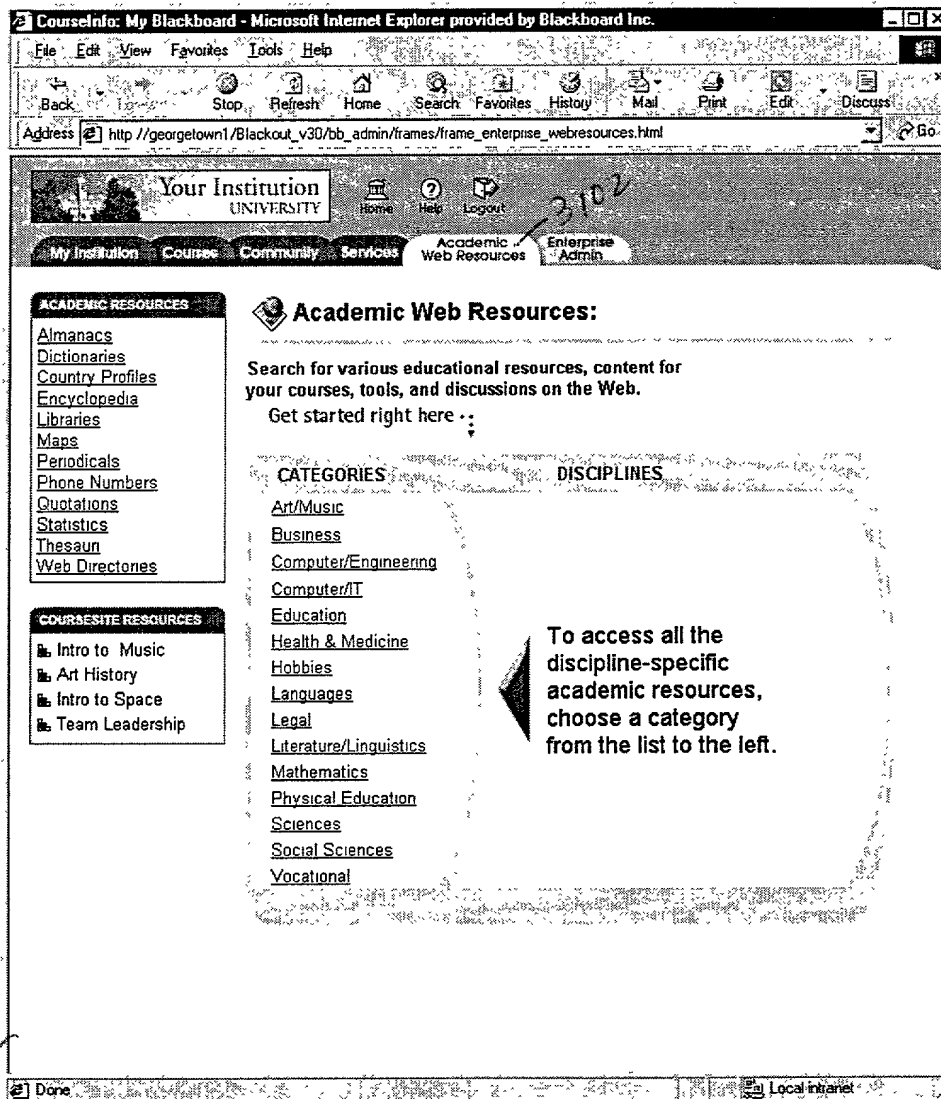 CourseInfo: My Blackboard - Microsoft Internet Explorer provided by Blackboard Inc.
File Edit View Favorites Tools Help
Back Stop Refresh Home Search Favorites History Mail Print Edit Discuss
Address http://georgetown1/Blackout_v30/bb_admin/frames/frame_enterprise_webresources.html Go
Your Institution
UNIVERSITY
Home Help Logout
3102
My Institution Courses Community Services Academic Web Resources Enterprise Admin
ACADEMIC RESOURCES
Almanacs
Dictionaries
Country Profiles
Encyclopedia
Libraries
Maps
Periodicals
Phone Numbers
Quotations
Statistics
Thesauri
Web Directories
COURSESITE RESOURCES
Intro to Music
Art History
Intro to Space
Team Leadership
Academic Web Resources:
Search for various educational resources, content for
your courses, tools, and discussions on the Web.
Get started right here
CATEGORIES DISCIPLINES
Art/Music
Business
Computer/Engineering
Computer/IT
Education
Health & Medicine
Hobbies
Languages
Legal
Literature/Linguistics
Mathematics
Physical Education
Sciences
Social Sciences
Vocational
To access all the
discipline-specific
academic resources,
choose a category
from the list to the left.
Done Local intranet